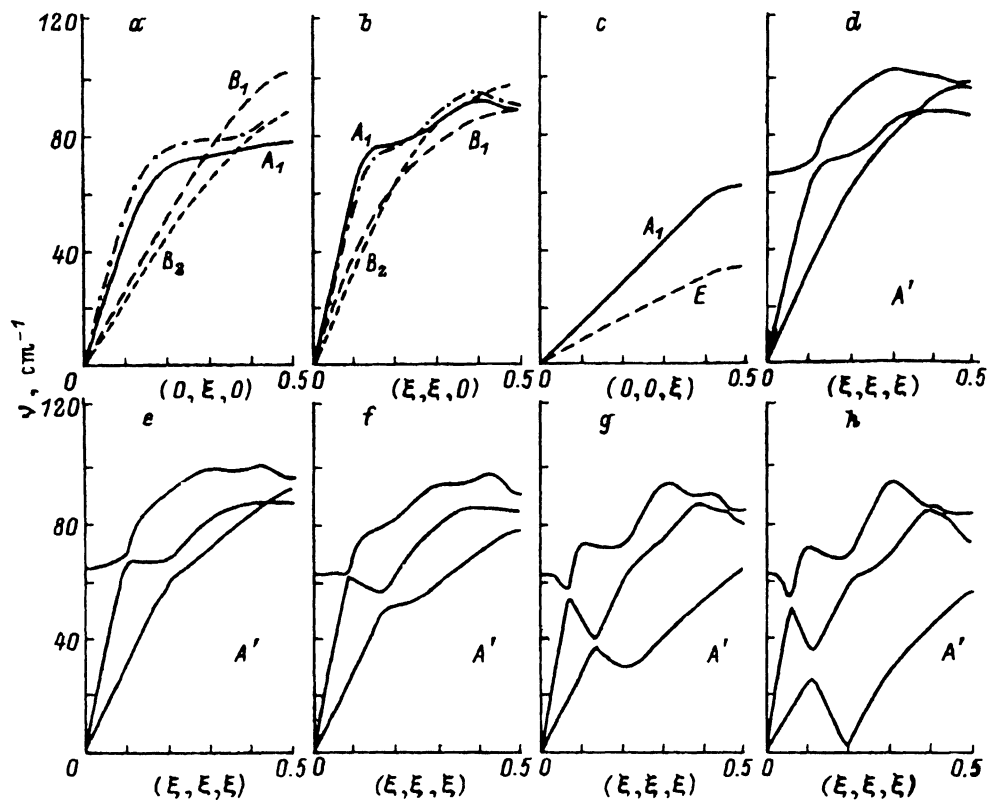 120 a b c d
B₁
80 A₁ B₁
A₁
A₁
40 B₂ B₂ E A'
0 (0,ξ,0) 0.5 0 (ξ,ξ,0) 0.5 0 (0,0,ξ) 0.5 0 (ξ,ξ,ξ) 0.5
ν, cm⁻¹
120 e f g h
80
40 A' A' A' A'
0 (ξ,ξ,ξ) 0.5 0 (ξ,ξ,ξ) 0.5 0 (ξ,ξ,ξ) 0.5 0 (ξ,ξ,ξ) 0.5